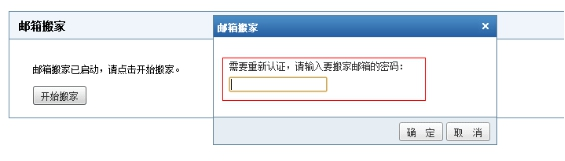 邮箱搬家
邮箱搬家已启动，请点击开始搬家。
开始搬家
邮箱搬家
需要重新认证，请输入要搬家邮箱的密码：
确 定
取 消